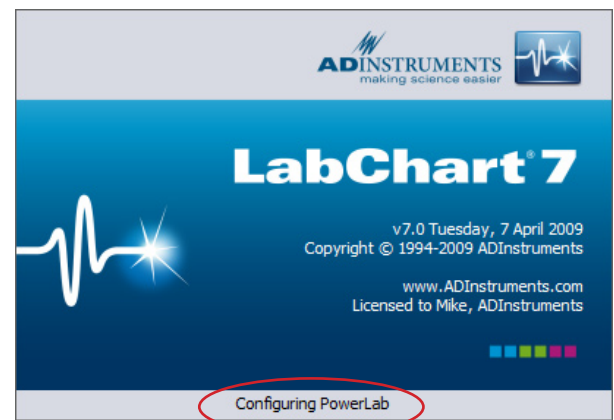 ADINSTRUMENTS
making science easier
LabChart® 7
v7.0 Tuesday, 7 April 2009
Copyright © 1994-2009 ADInstruments
www.ADInstruments.com
Licensed to Mike, ADInstruments
Configuring PowerLab